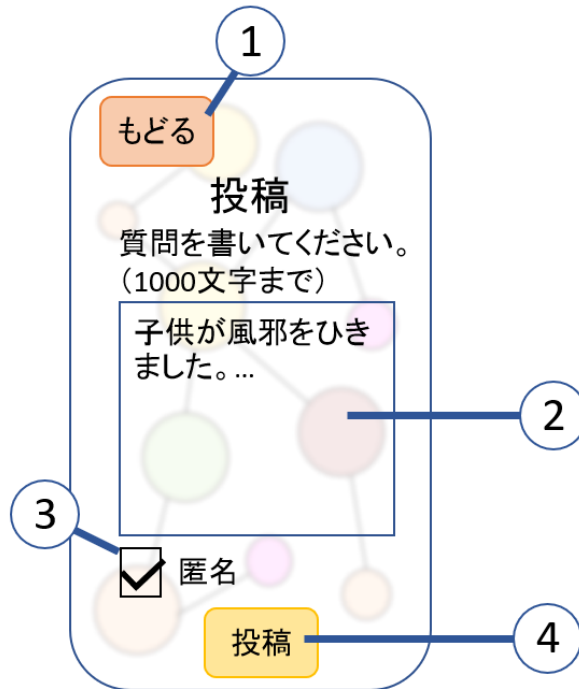 1
もどる
投稿
質問を書いてください。
（1000文字まで）
子供が風邪をひき
ました。...
2
3
匿名
投稿
4